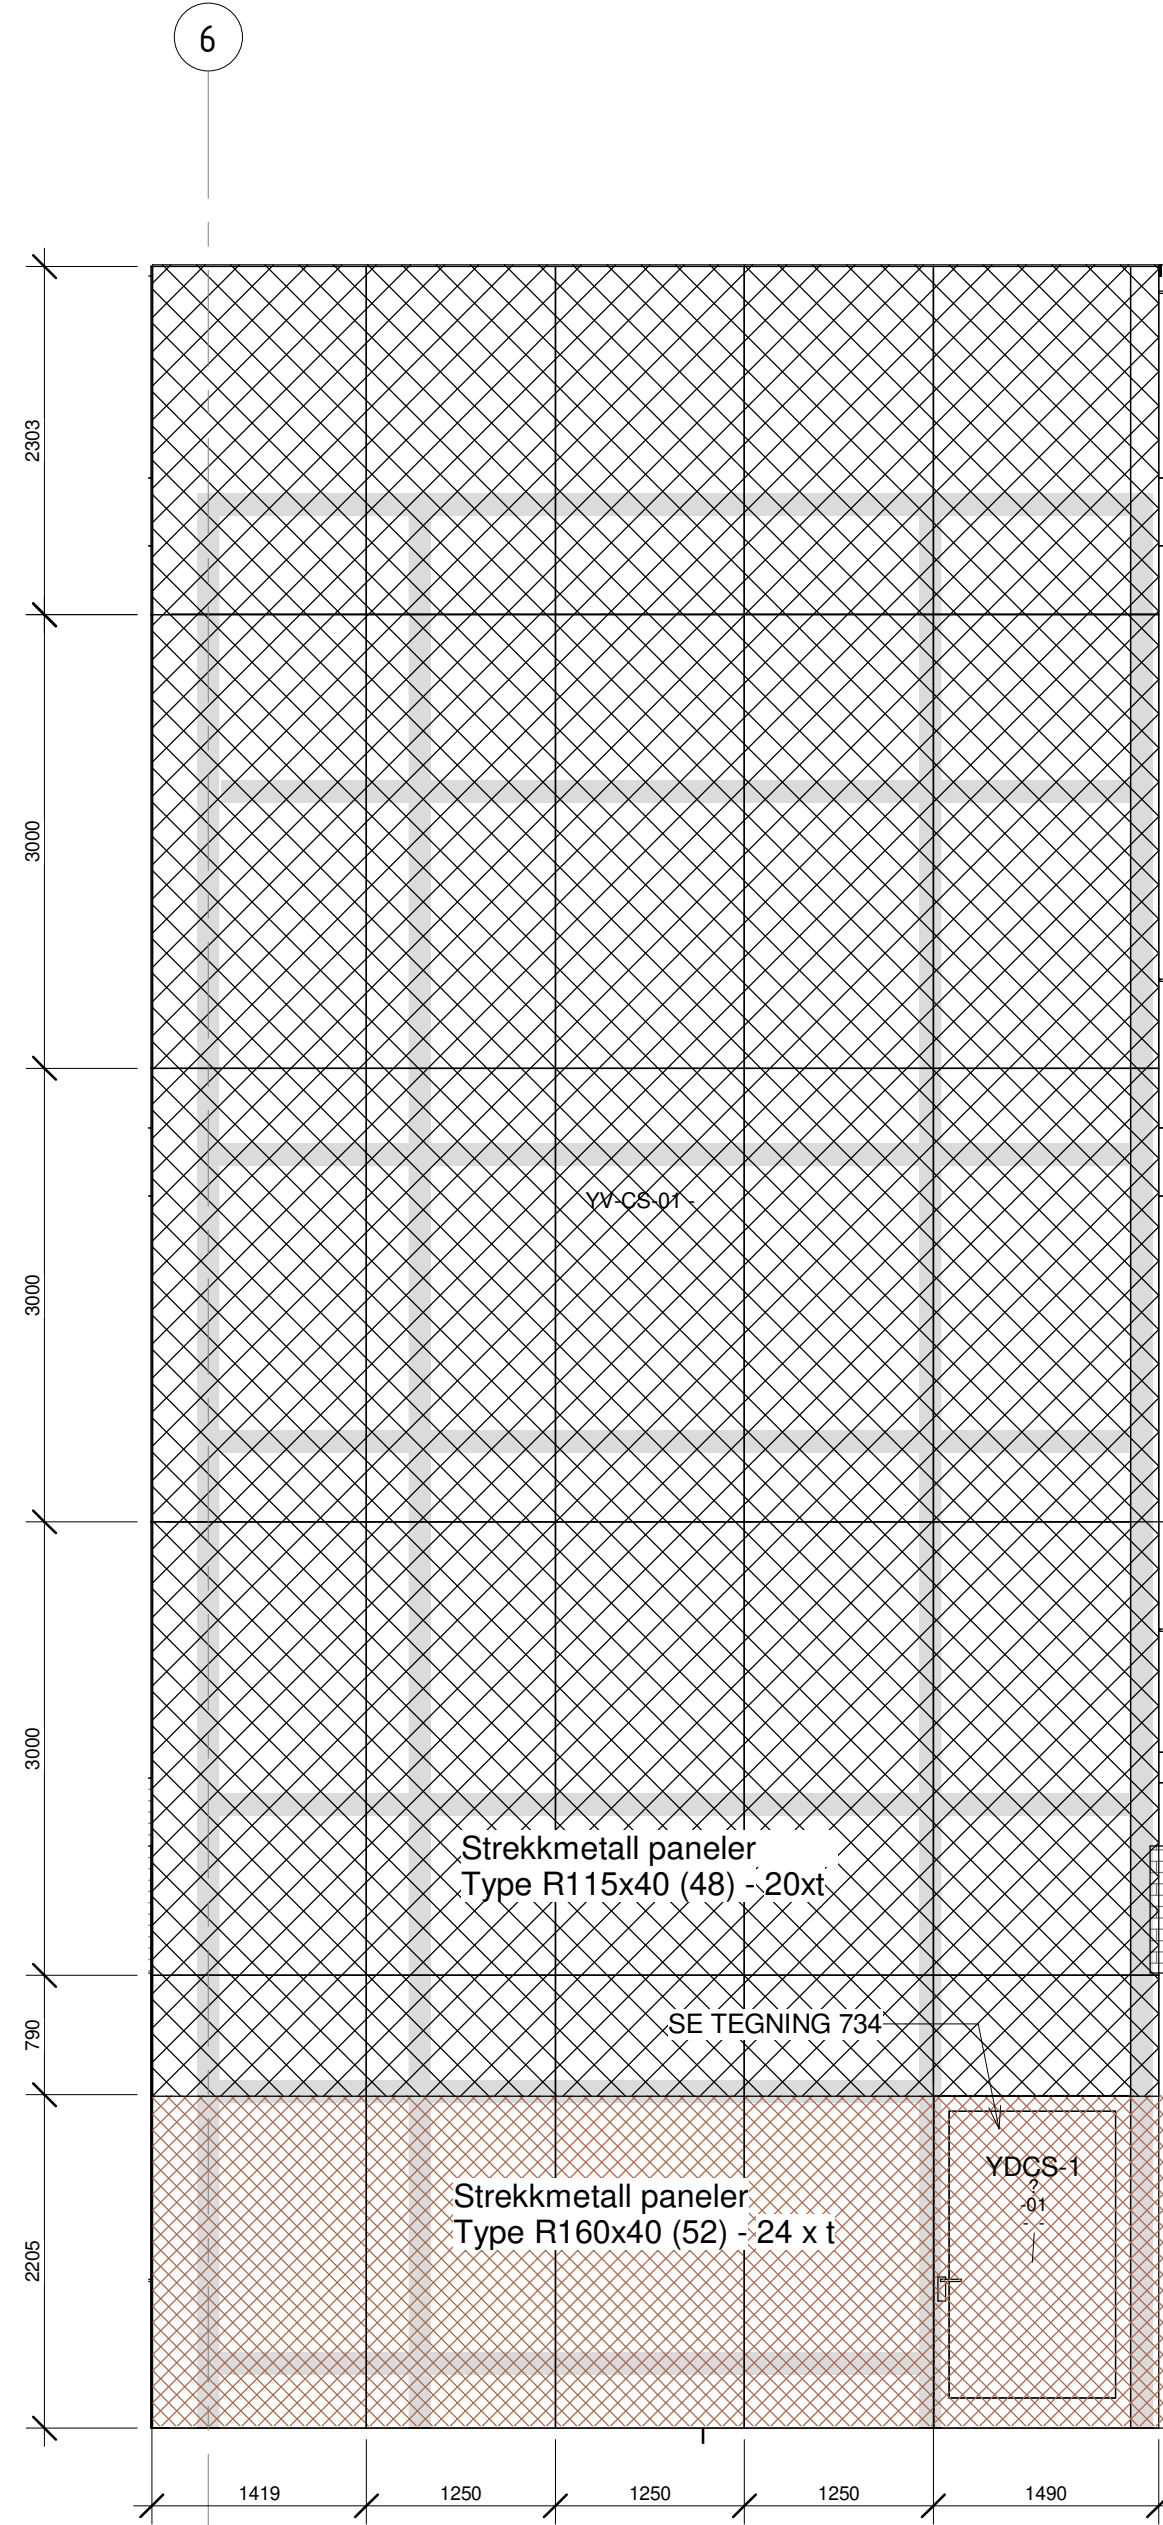 6
2303
3000
3000
YV-CS-01 -
3000
Strekkmetall paneler
Type R115x40 (48) - 20xt
790
SE TEGNING 734
YDCS-1
?
-01
- -
Strekkmetall paneler
Type R160x40 (52) - 24 x t
2205
1419
1250
1250
1250
1490